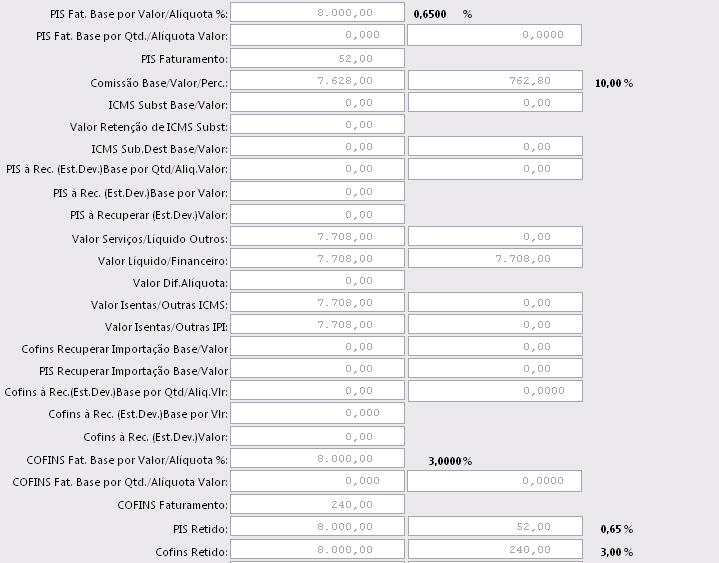 PIS Fat. Base por Valor/Alíquota %: 8.000,00 0,6500 %
PIS Fat. Base por Qtd./Alíquota Valor: 0,000 0,0000
PIS Faturamento: 52,00
Comissão Base/Valor/Perc.: 7.628,00 762,80 10,00 %
ICMS Subst Base/Valor: 0,00 0,00
Valor Retenção de ICMS Subst: 0,00
ICMS Sub.Dest Base/Valor: 0,00 0,00
PIS à Rec. (Est.Dev.)Base por Qtd/Aliq.Valor: 0,00 0,00
PIS à Rec. (Est.Dev.)Base por Valor: 0,00
PIS à Recuperar (Est.Dev.)Valor: 0,00
Valor Serviços/Líquido Outros: 7.708,00 0,00
Valor Líquido/Financeiro: 7.708,00 7.708,00
Valor Dif.Alíquota: 0,00
Valor Isentas/Outras ICMS: 7.708,00 0,00
Valor Isentas/Outras IPI: 7.708,00 0,00
Cofins Recuperar Importação Base/Valor 0,00 0,00
PIS Recuperar Importação Base/Valor 0,00 0,00
Cofins à Rec.(Est.Dev.)Base por Qtd/Aliq.Vlr: 0,00 0,0000
Cofins à Rec. (Est.Dev.)Base por Vlr: 0,000
Cofins à Rec. (Est.Dev.)Valor: 0,00
COFINS Fat. Base por Valor/Alíquota %: 8.000,00 3,0000 %
COFINS Fat. Base por Qtd./Alíquota Valor: 0,000 0,0000
COFINS Faturamento: 240,00
PIS Retido: 8.000,00 52,00 0,65 %
Cofins Retido: 8.000,00 240,00 3,00 %